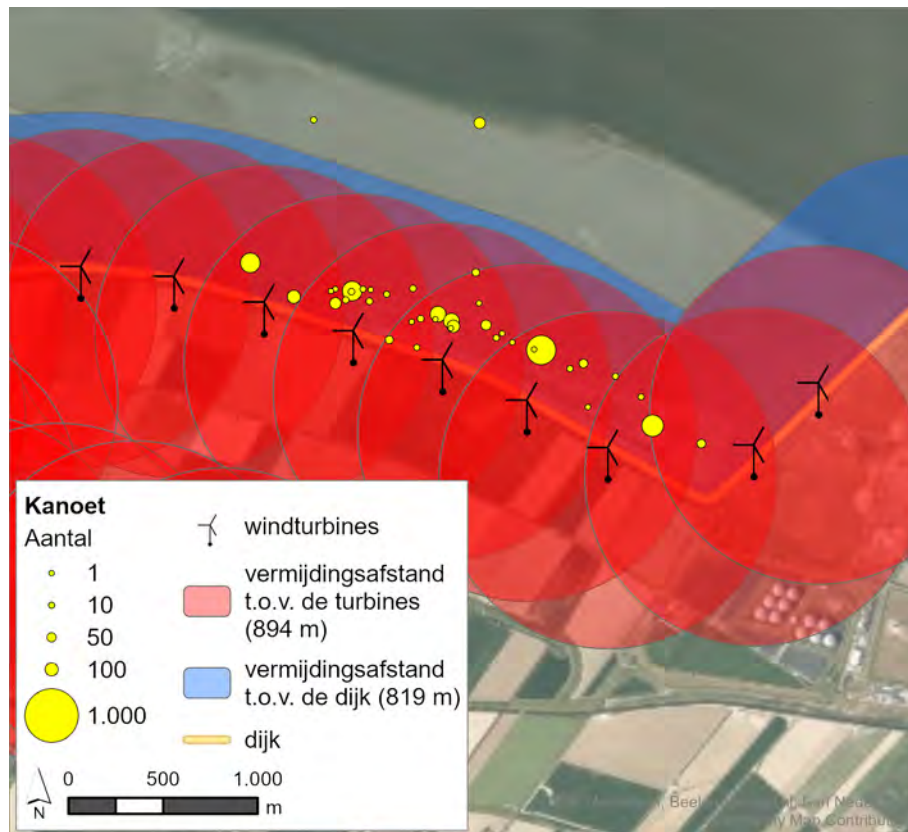 Kanoet
Aantal
1
10
50
100
1.000
windturbines
vermijdingsafstand
t.o.v. de turbines
(894 m)
vermijdingsafstand
t.o.v. de dijk (819 m)
dijk
0 500 1.000
m
N